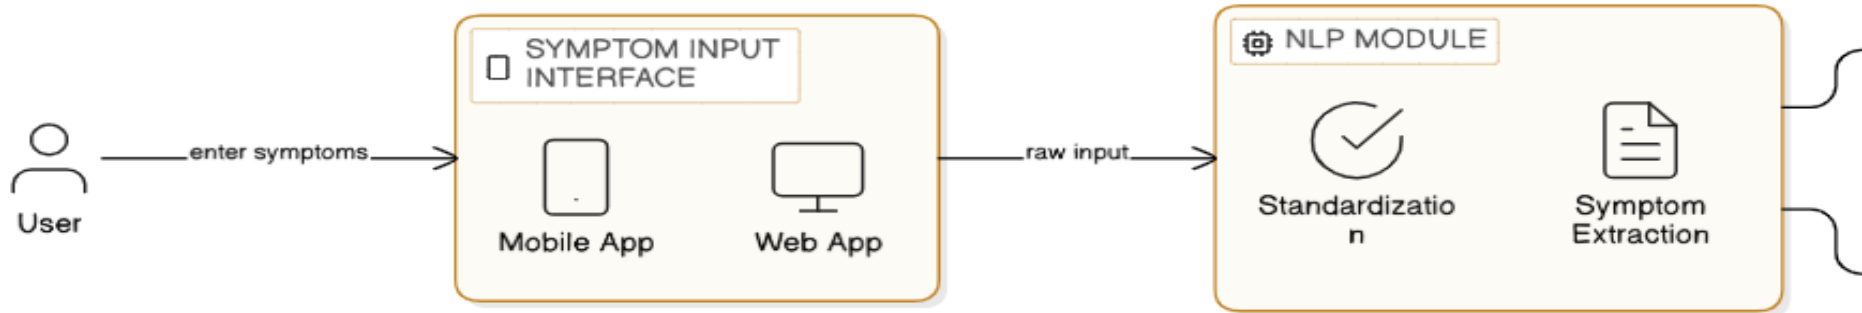 User
enter symptoms
SYMPTOM INPUT
INTERFACE
Mobile App
Web App
raw input
NLP MODULE
Standardizatio
n
Symptom
Extraction